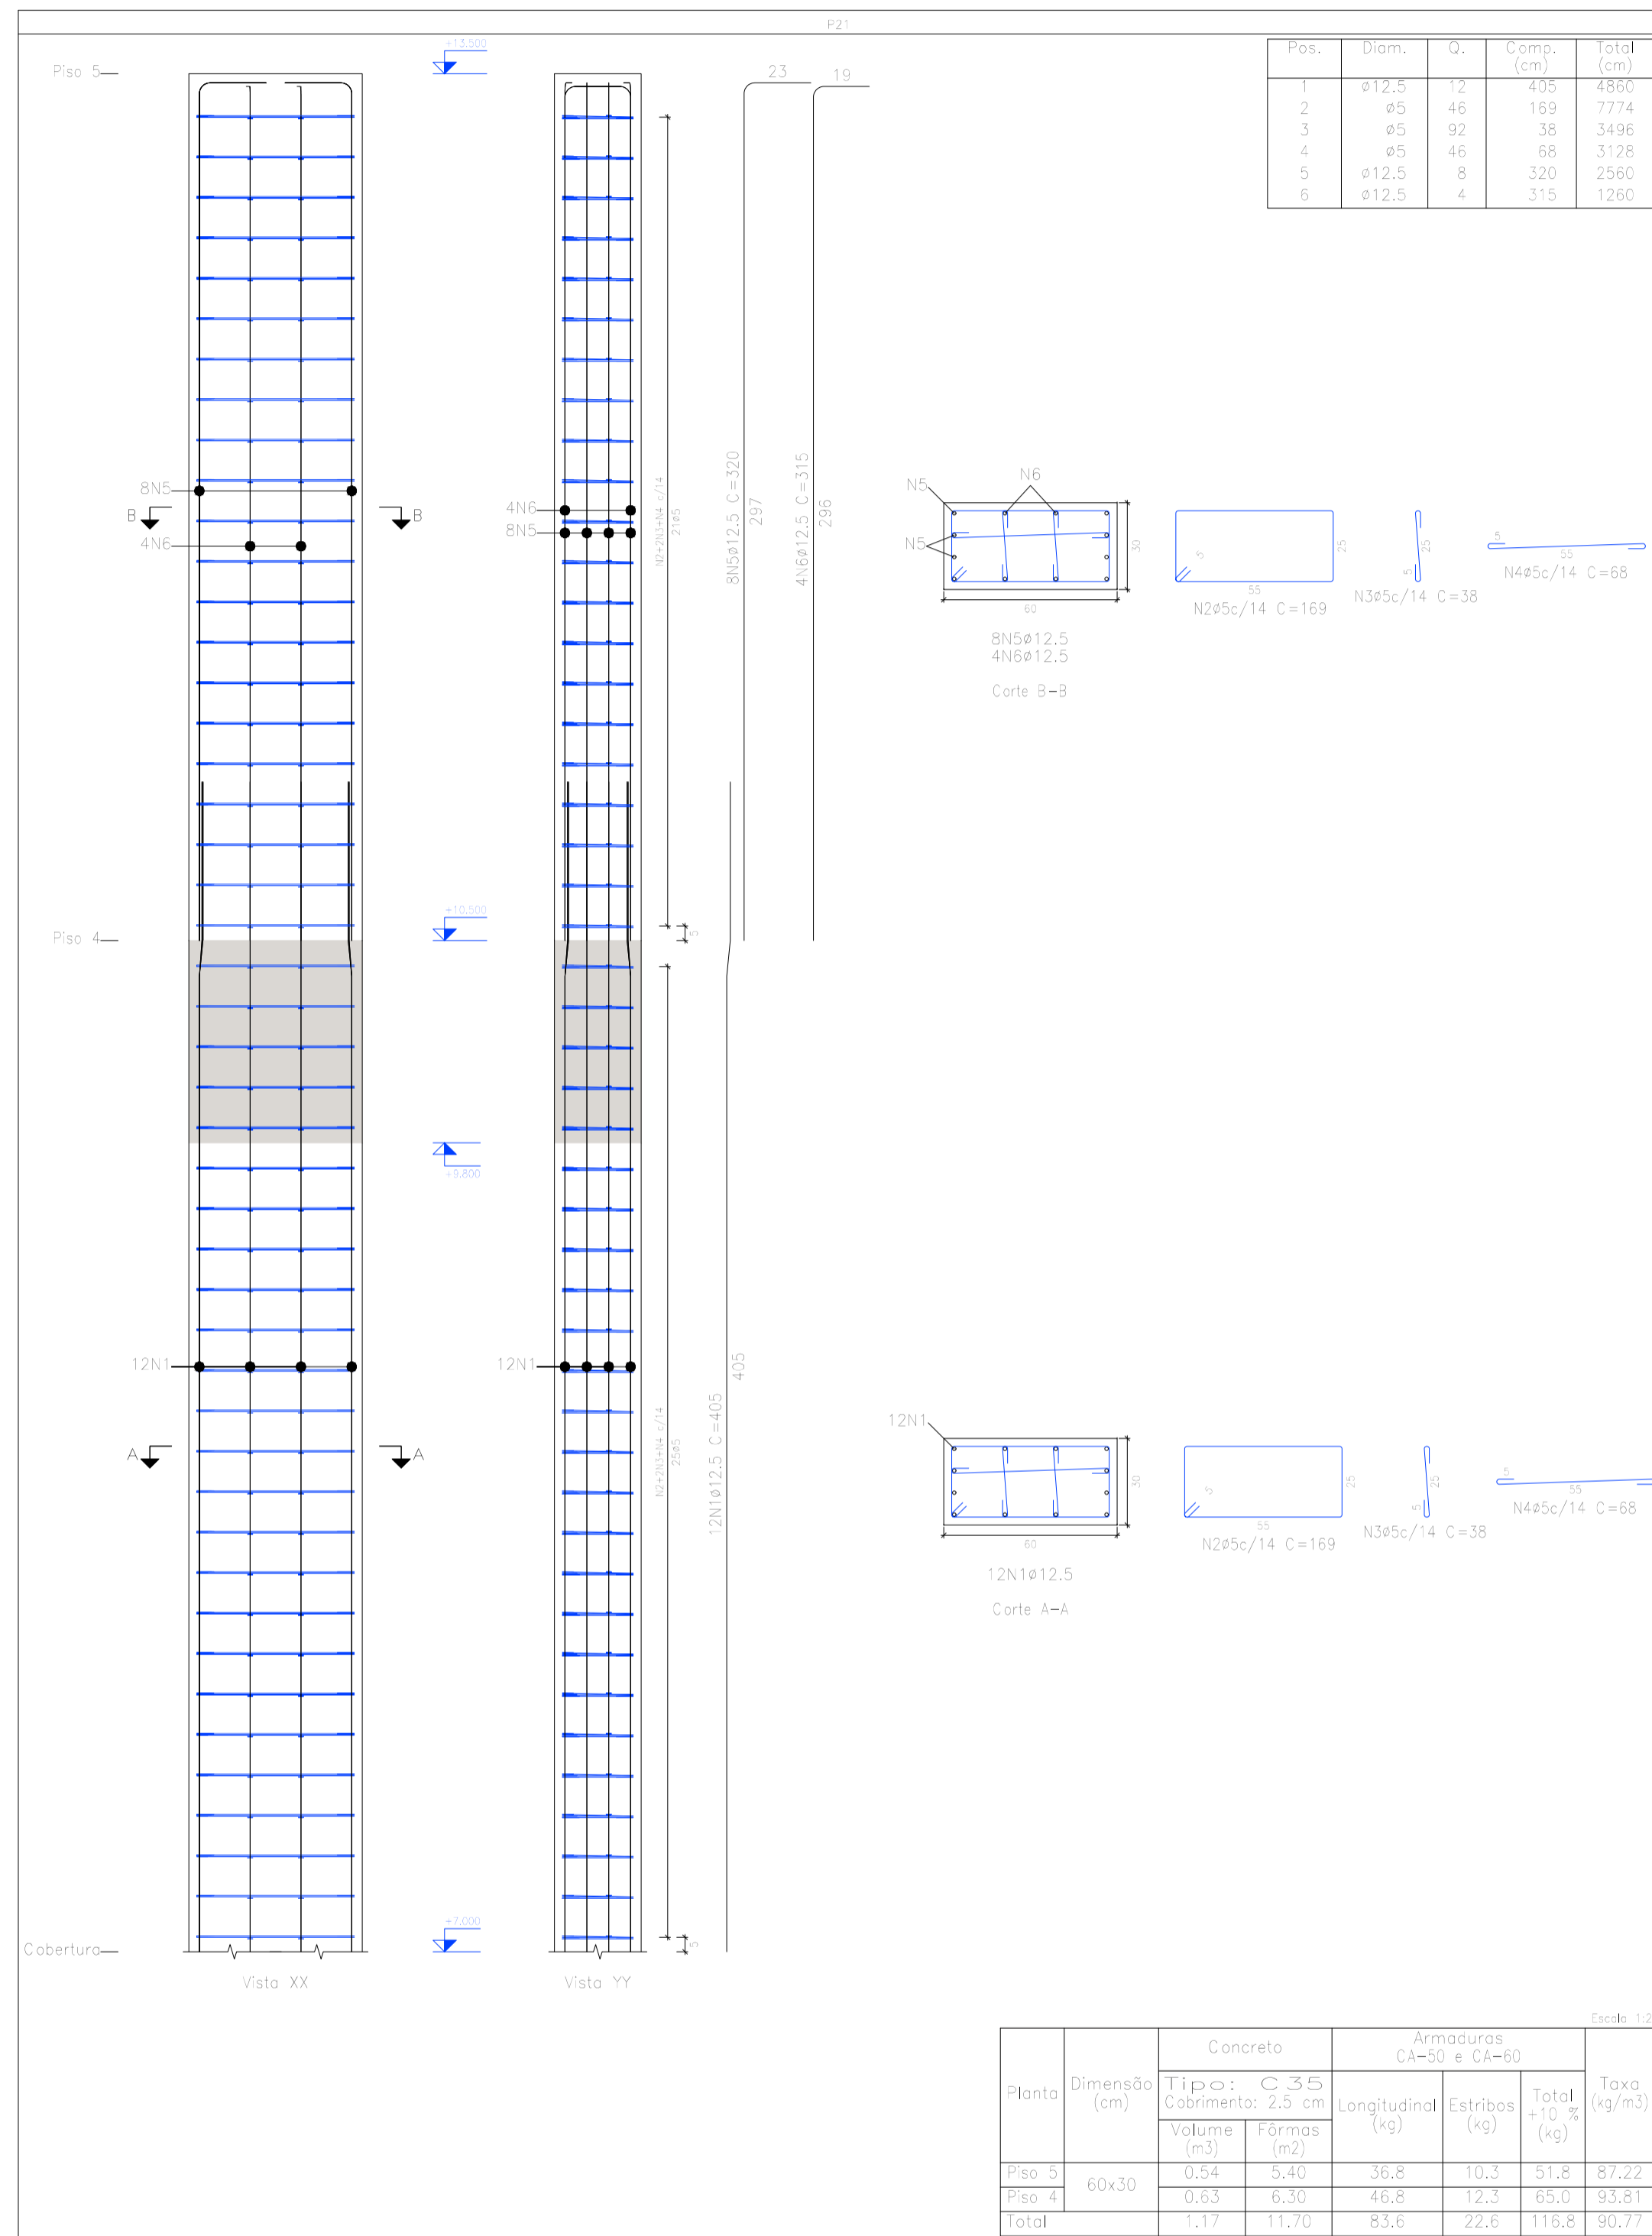 P21
Pos. Diam. Q. Comp. (cm) Total (cm)
1 ø12.5 12 405 4860
2 ø5 46 169 7774
3 ø5 92 38 3496
4 ø5 46 68 3128
5 ø12.5 8 320 2560
6 ø12.5 4 315 1260
Piso 5
+13,500
23
19
8N5
B
B
4N6
4N6
8N5
N2+2N3+N4 c/14
21ø5
8N5ø12.5 C=320
297
4N6ø12.5 C=315
296
N5
N6
N5
30
60
8N5ø12.5
4N6ø12.5
Corte B-B
5
25
55
N2ø5c/14 C=169
25
5
N3ø5c/14 C=38
5
55
N4ø5c/14 C=68
Piso 4
+10,500
5
+9,800
12N1
12N1
A
A
N2+2N3+N4 c/14
25ø5
12N1ø12.5 C=405
405
12N1
30
60
12N1ø12.5
Corte A-A
5
25
55
N2ø5c/14 C=169
25
5
N3ø5c/14 C=38
5
55
N4ø5c/14 C=68
Cobertura
+7,000
5
Vista XX
Vista YY
Escala 1:2
Planta
Dimensão (cm)
Concreto
Tipo: C35
Cobrimento: 2.5 cm
Volume (m3)
Fôrmas (m2)
Armaduras
CA-50 e CA-60
Longitudinal (kg)
Estribos (kg)
Total +10 % (kg)
Taxa (kg/m3)
Piso 5 60x30 0.54 5.40 36.8 10.3 51.8 87.22
Piso 4 0.63 6.30 46.8 12.3 65.0 93.81
Total 1.17 11.70 83.6 22.6 116.8 90.77